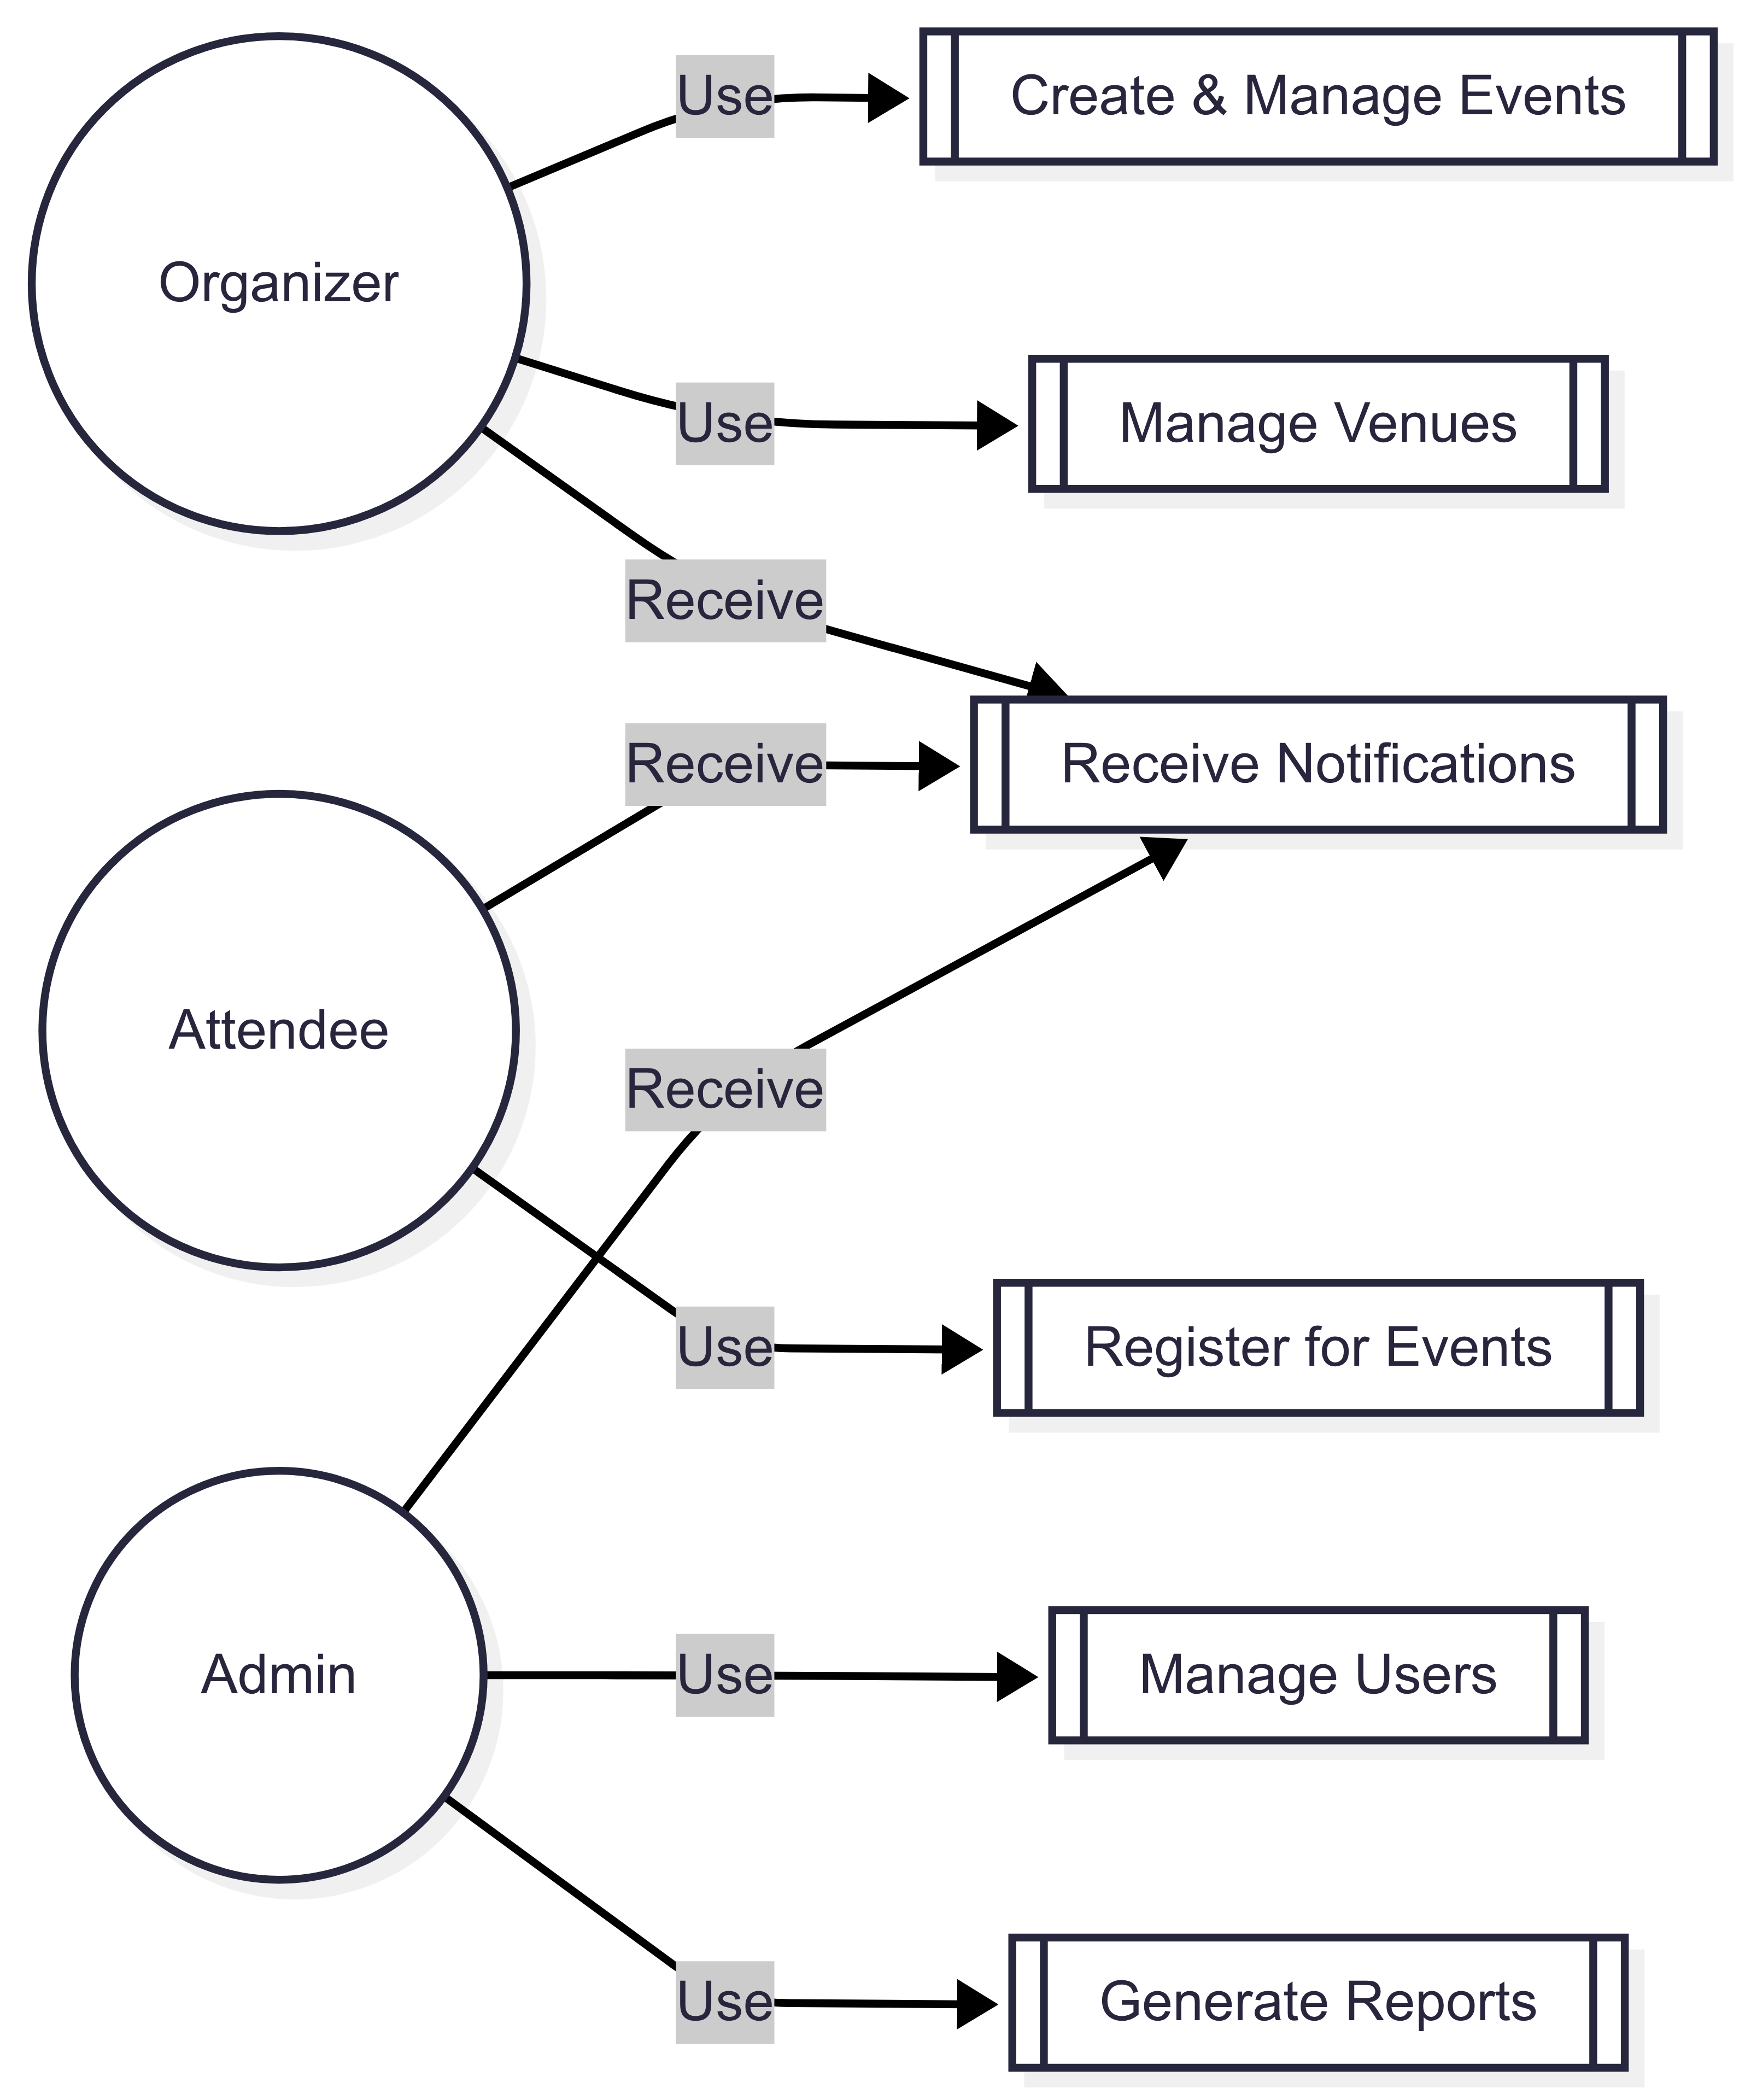 Use
Create & Manage Events
Organizer
Use
Manage Venues
Receive
Receive
Receive Notifications
Attendee
Receive
Use
Register for Events
Admin
Use
Manage Users
Use
Generate Reports